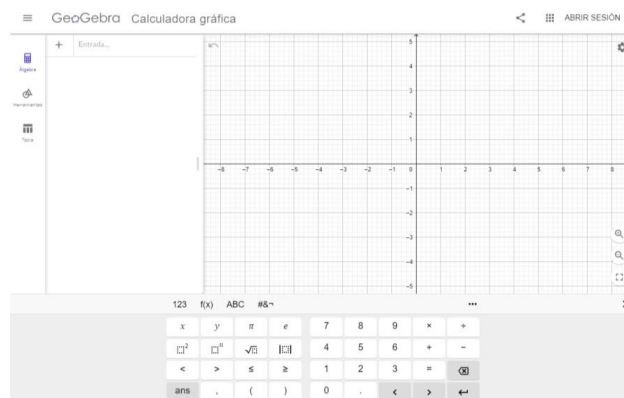 GeoGebra Calculadora gráfica
ABRIR SESIÓN
+ Entrada...
Álgebra
Herramientas
Tabla
5
4
3
2
1
-8 -7 -6 -5 -4 -3 -2 -1 0 1 2 3 4 5 6 7 8
-1
-2
-3
-4
-5
123 f(x) ABC #&¬ •••
x y π e 7 8 9 × ÷
□² □ⁿ √□ |□| 4 5 6 + −
< > ≤ ≥ 1 2 3 =
ans , ( ) 0 . < >